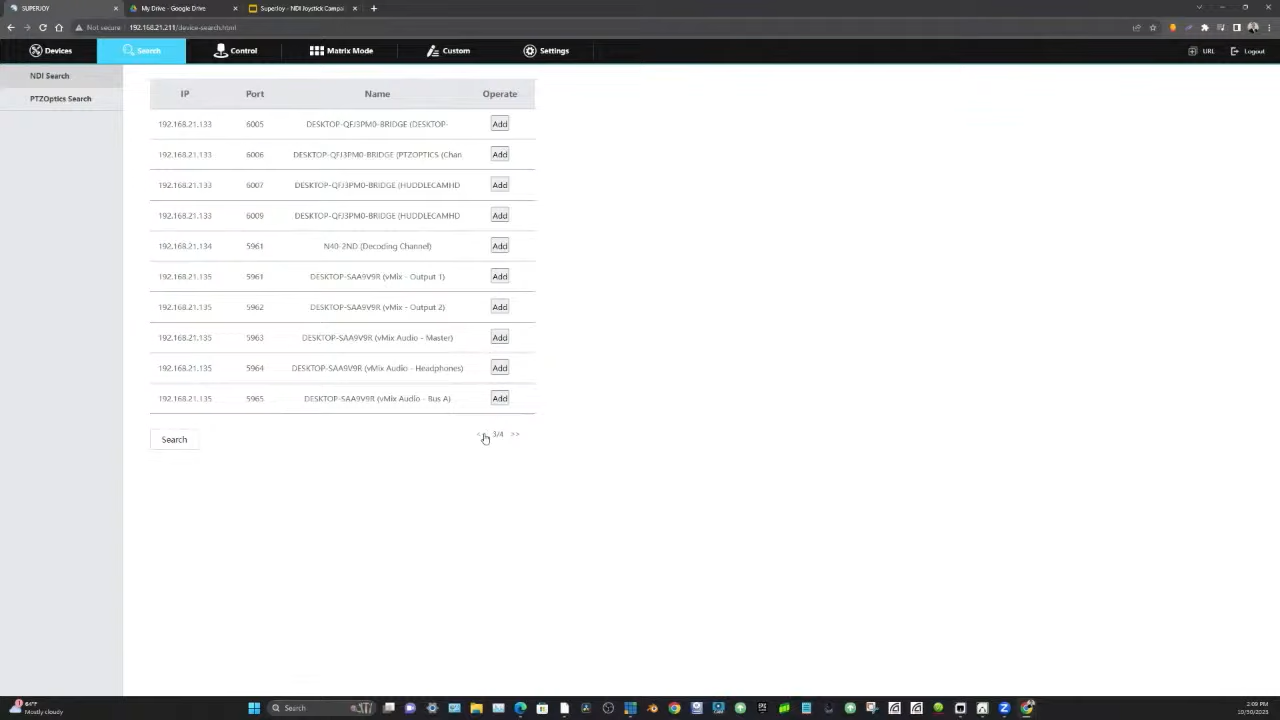 SUPERJOY
My Drive - Google Drive
SuperJoy - NDI Joystick Campa
Not secure
192.168.21.211/device-search.html
Devices
Search
Control
Matrix Mode
Custom
Settings
URL
Logout
NDI Search
PTZOptics Search
IP Port Name Operate
192.168.21.133 6005 DESKTOP-QFJ3PM0-BRIDGE (DESKTOP- Add
192.168.21.133 6006 DESKTOP-QFJ3PM0-BRIDGE (PTZOPTICS (Chan Add
192.168.21.133 6007 DESKTOP-QFJ3PM0-BRIDGE (HUDDLECAMHD Add
192.168.21.133 6009 DESKTOP-QFJ3PM0-BRIDGE (HUDDLECAMHD Add
192.168.21.134 5961 N40-2ND (Decoding Channel) Add
192.168.21.135 5961 DESKTOP-SAA9V9R (vMix - Output 1) Add
192.168.21.135 5962 DESKTOP-SAA9V9R (vMix - Output 2) Add
192.168.21.135 5963 DESKTOP-SAA9V9R (vMix Audio - Master) Add
192.168.21.135 5964 DESKTOP-SAA9V9R (vMix Audio - Headphones) Add
192.168.21.135 5965 DESKTOP-SAA9V9R (vMix Audio - Bus A) Add
Search
3/4 >>
64°F
Mostly cloudy
Search
2:09 PM